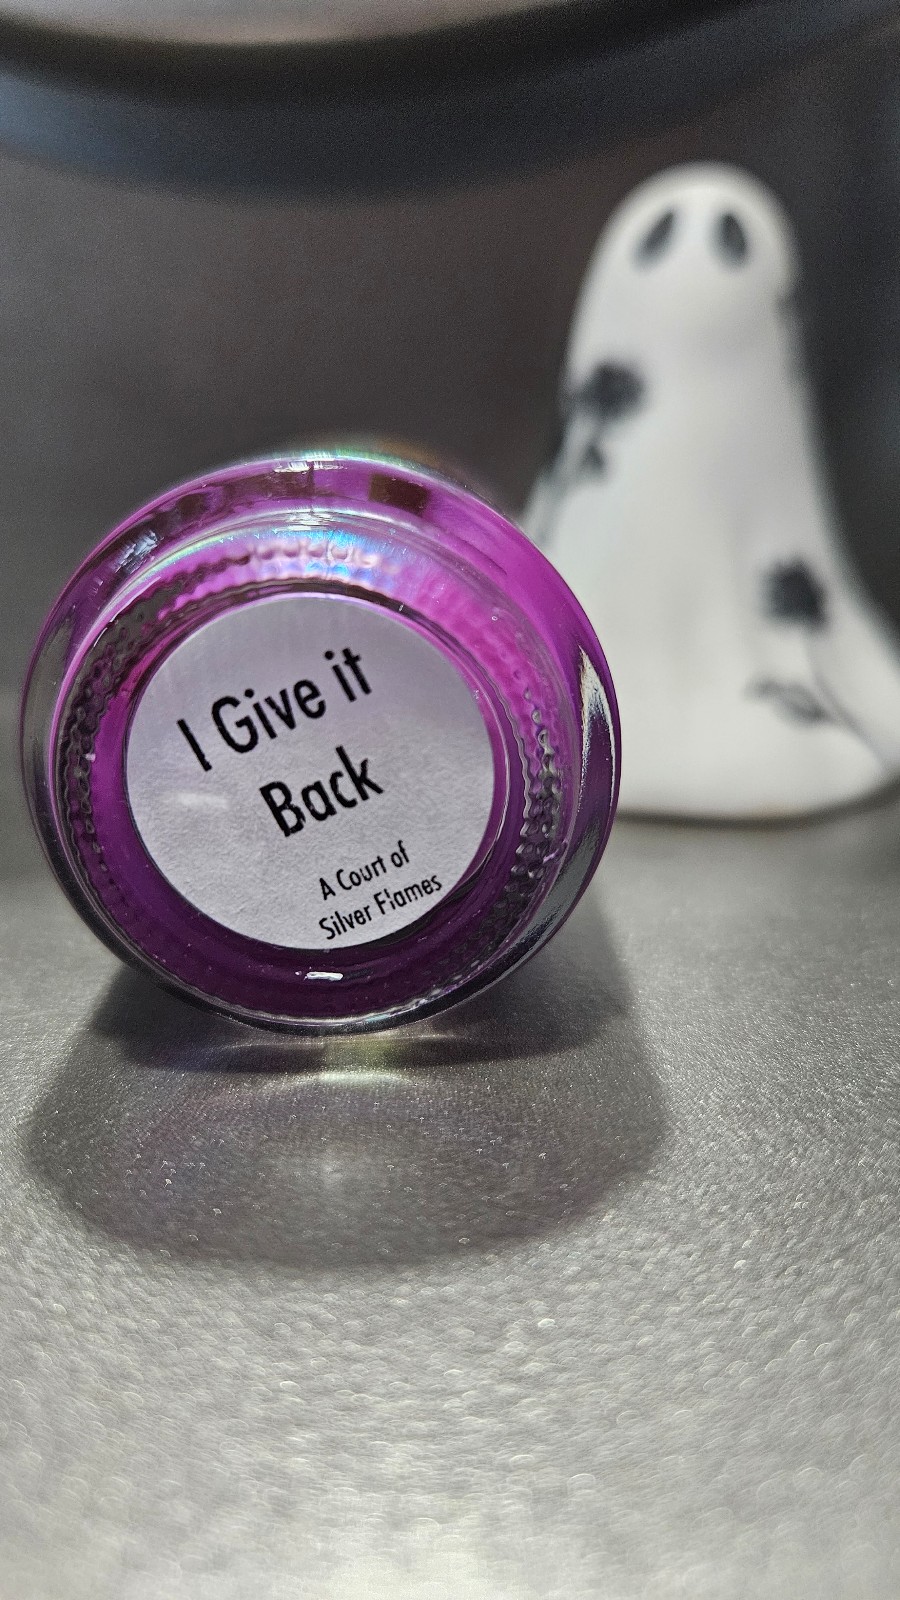 I Give it
Back
A Court of
Silver Flames